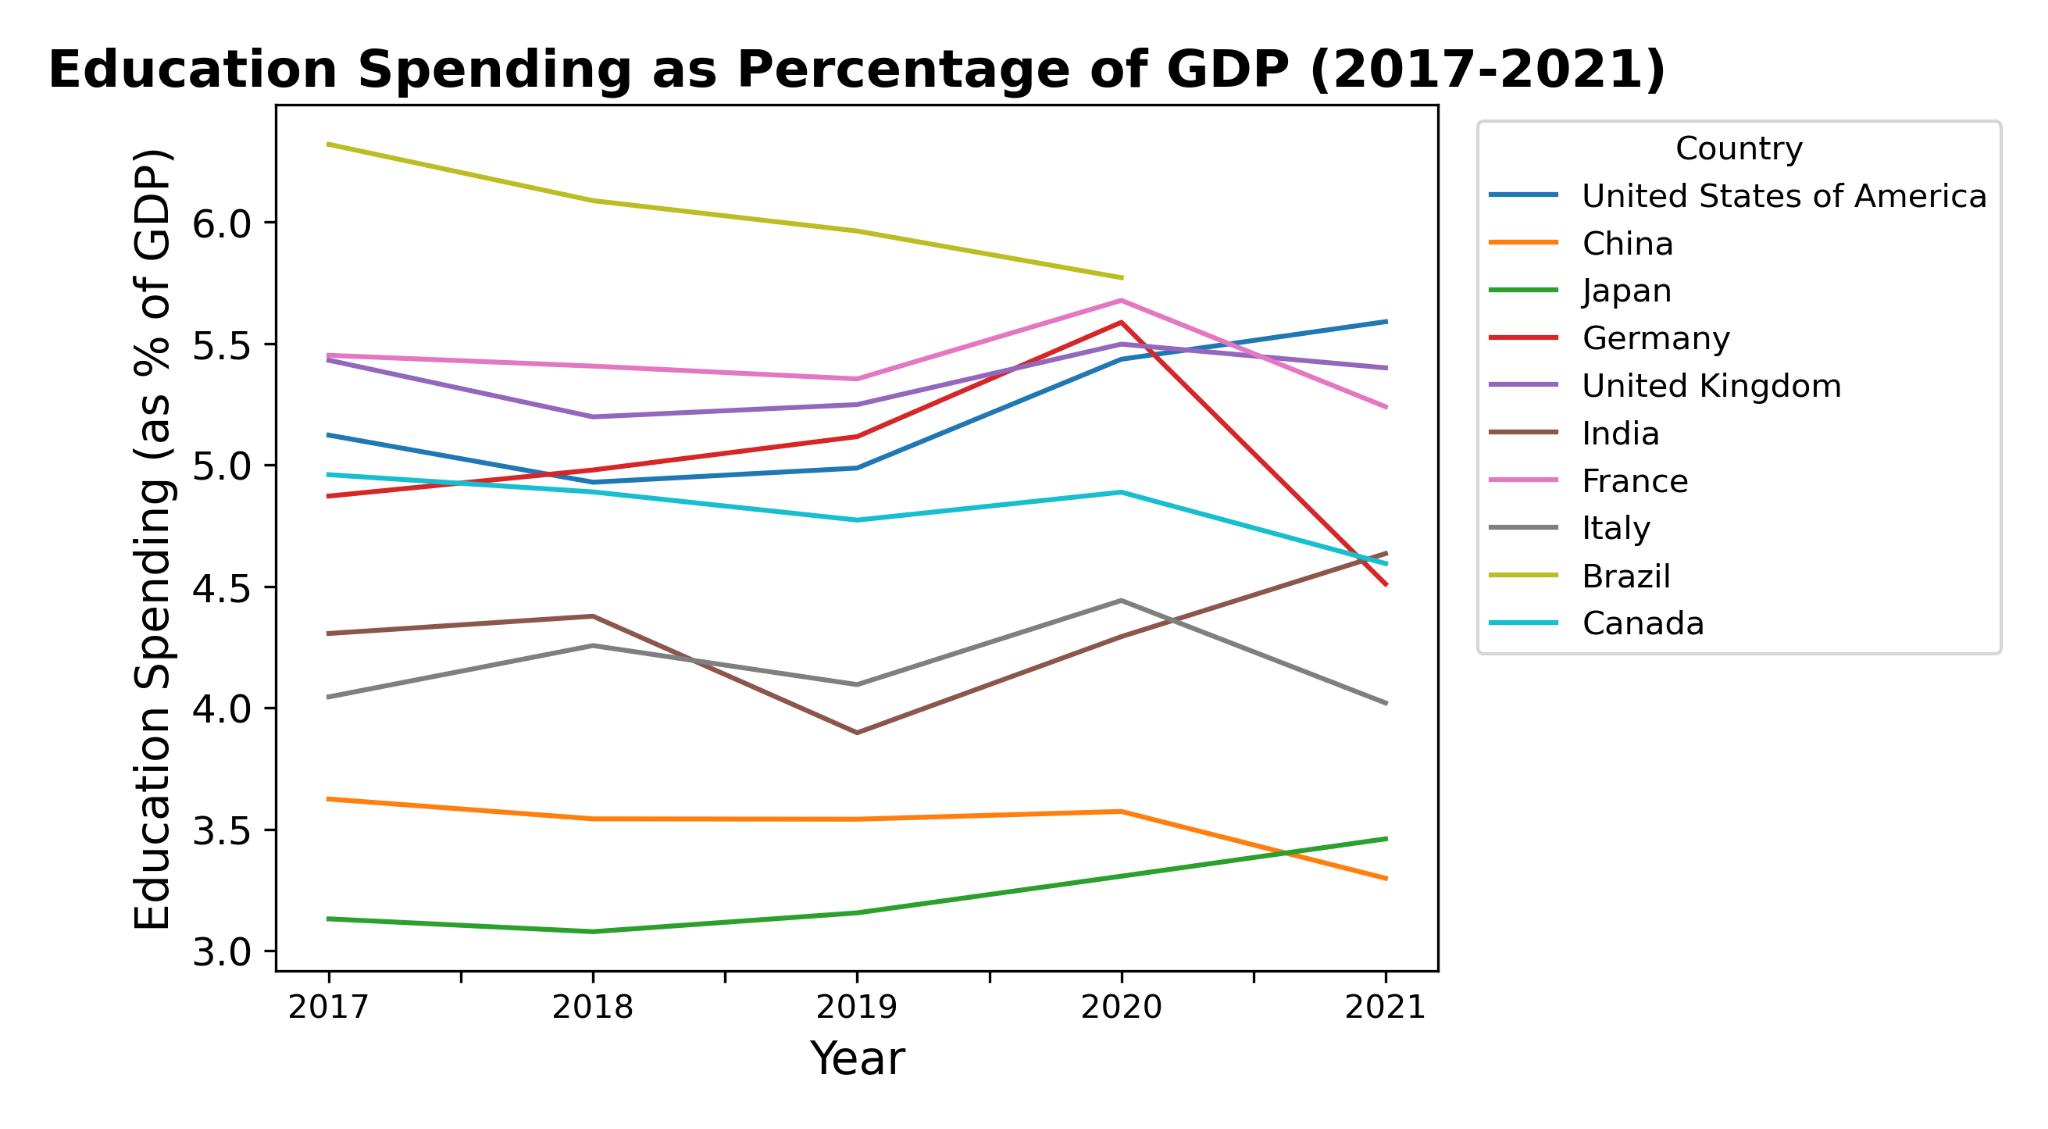 Education Spending as Percentage of GDP (2017-2021)
Education Spending (as % of GDP)
6.0
5.5
5.0
4.5
4.0
3.5
3.0
2017 2018 2019 2020 2021
Year
Country
United States of America
China
Japan
Germany
United Kingdom
India
France
Italy
Brazil
Canada